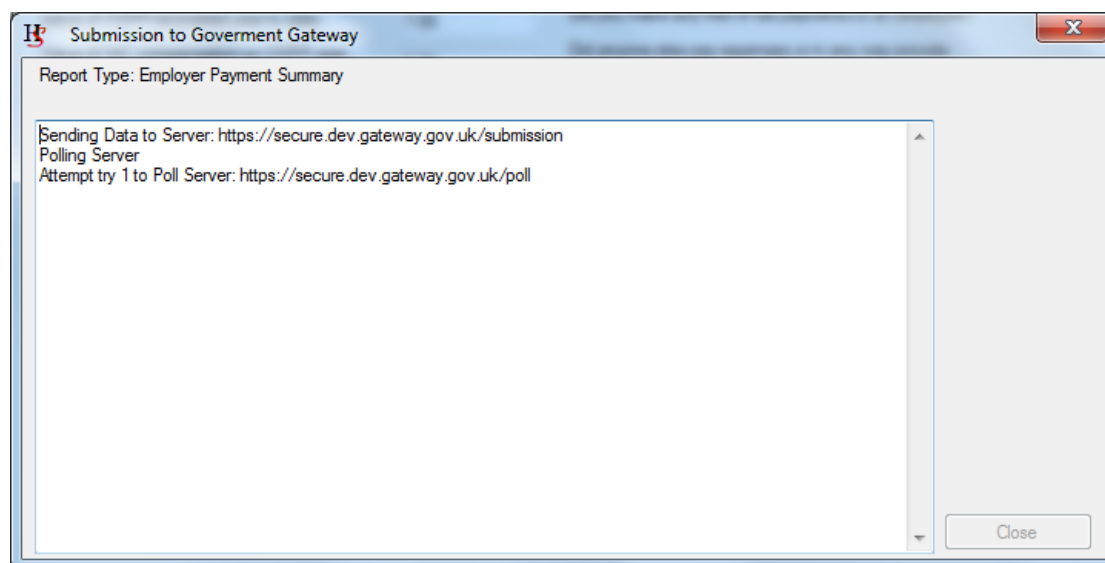 HS Submission to Goverment Gateway
Report Type: Employer Payment Summary
Sending Data to Server: https://secure.dev.gateway.gov.uk/submission
Polling Server
Attempt try 1 to Poll Server: https://secure.dev.gateway.gov.uk/poll
Close